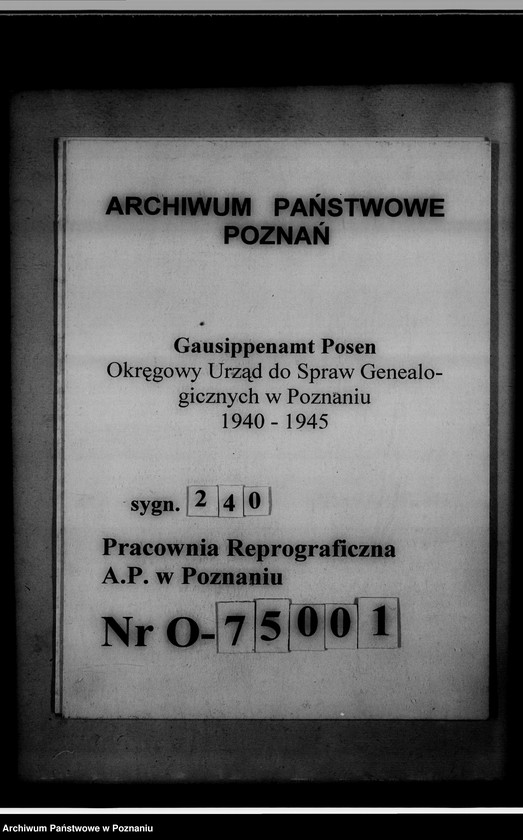 ARCHIWUM PAŃSTWOWE
POZNAŃ
Gausippenamt Posen
Okręgowy Urząd do Spraw Genealo-
gicznych w Poznaniu
1940 - 1945
sygn. 240
Pracownia Reprograficzna
A.P. w Poznaniu
Nr O-75001
Archiwum Państwowe w Poznaniu